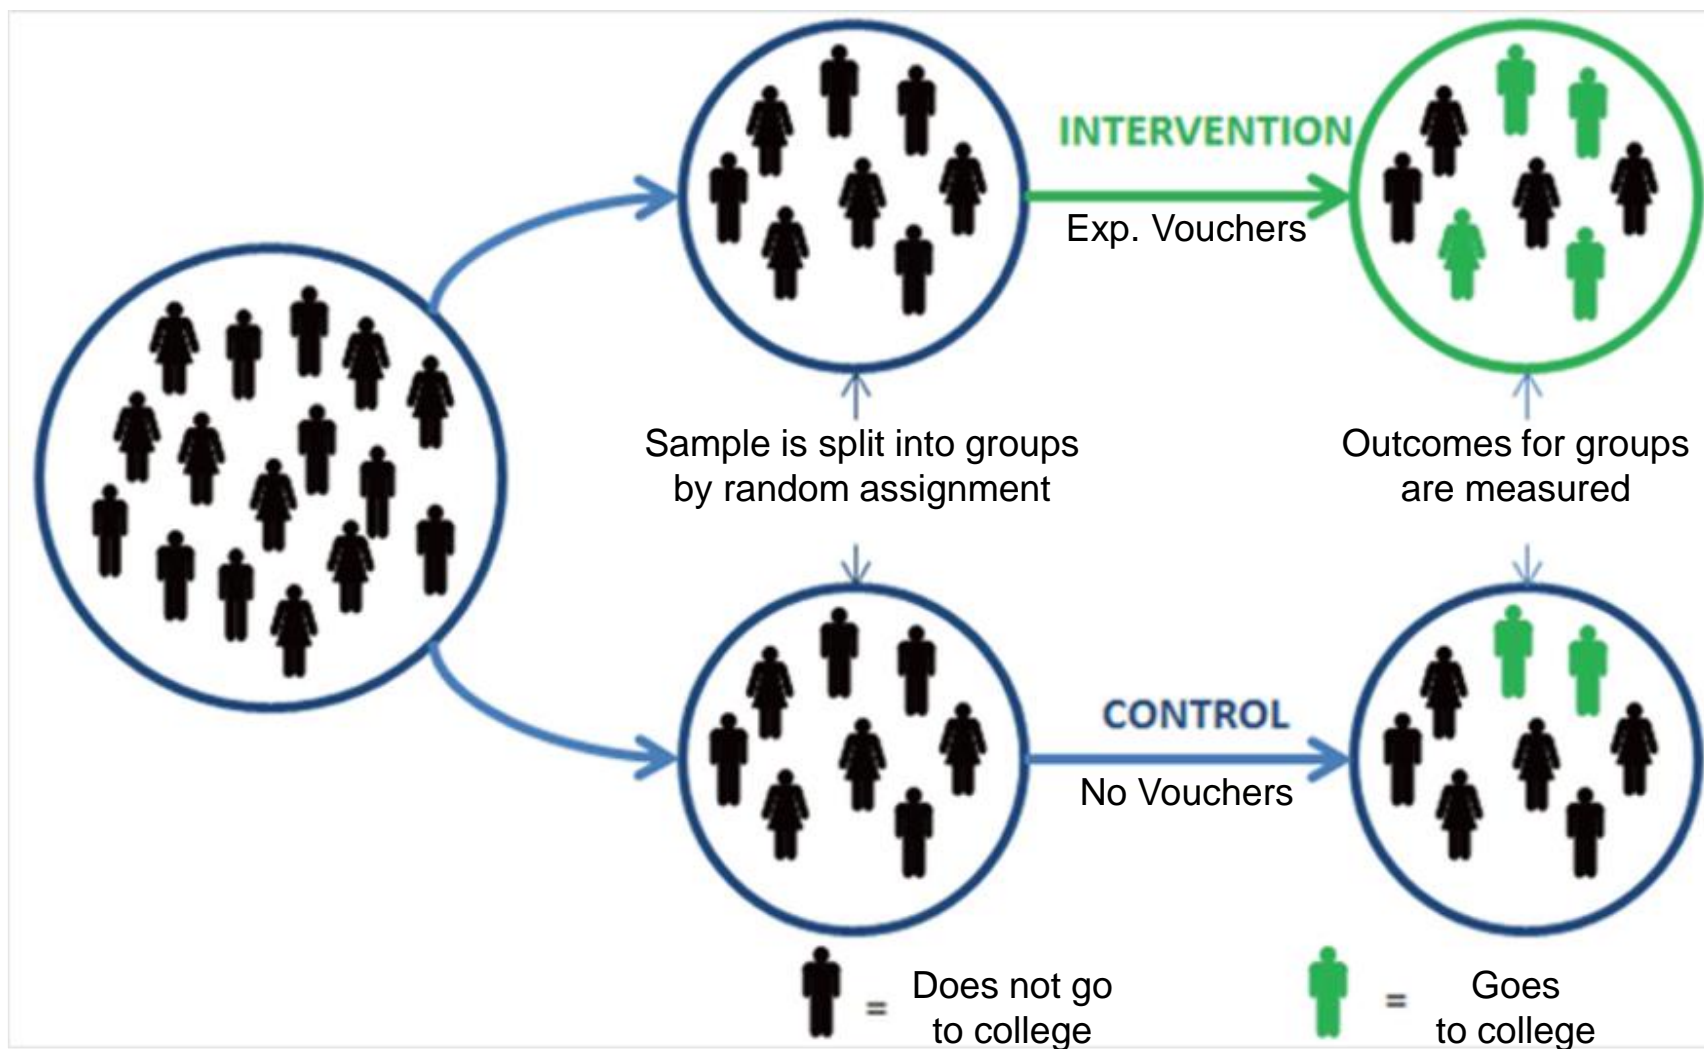 INTERVENTION
Exp. Vouchers
Sample is split into groups
by random assignment
Outcomes for groups
are measured
CONTROL
No Vouchers
= Does not go
to college
= Goes
to college